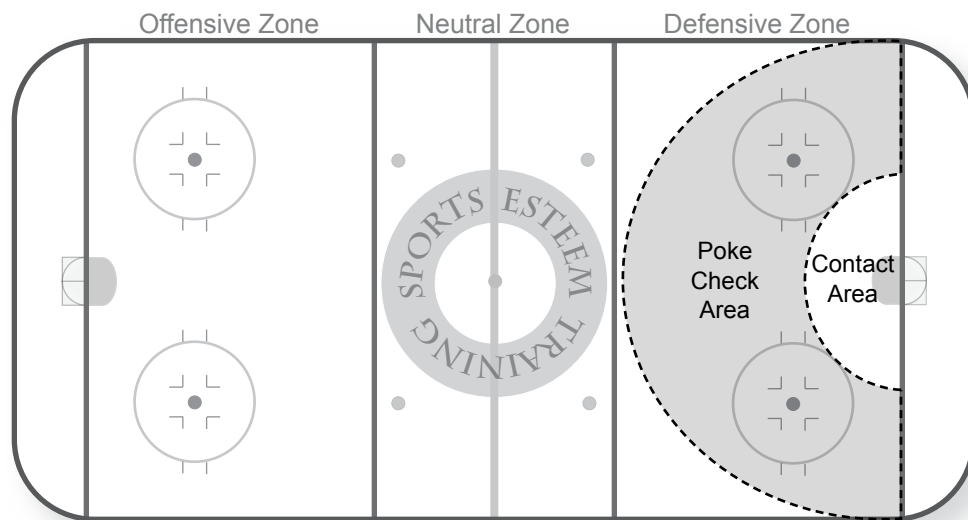 Offensive Zone
Neutral Zone
Defensive Zone
SPORTS ESTEEM
TRAINING
Poke
Check
Area
Contact
Area